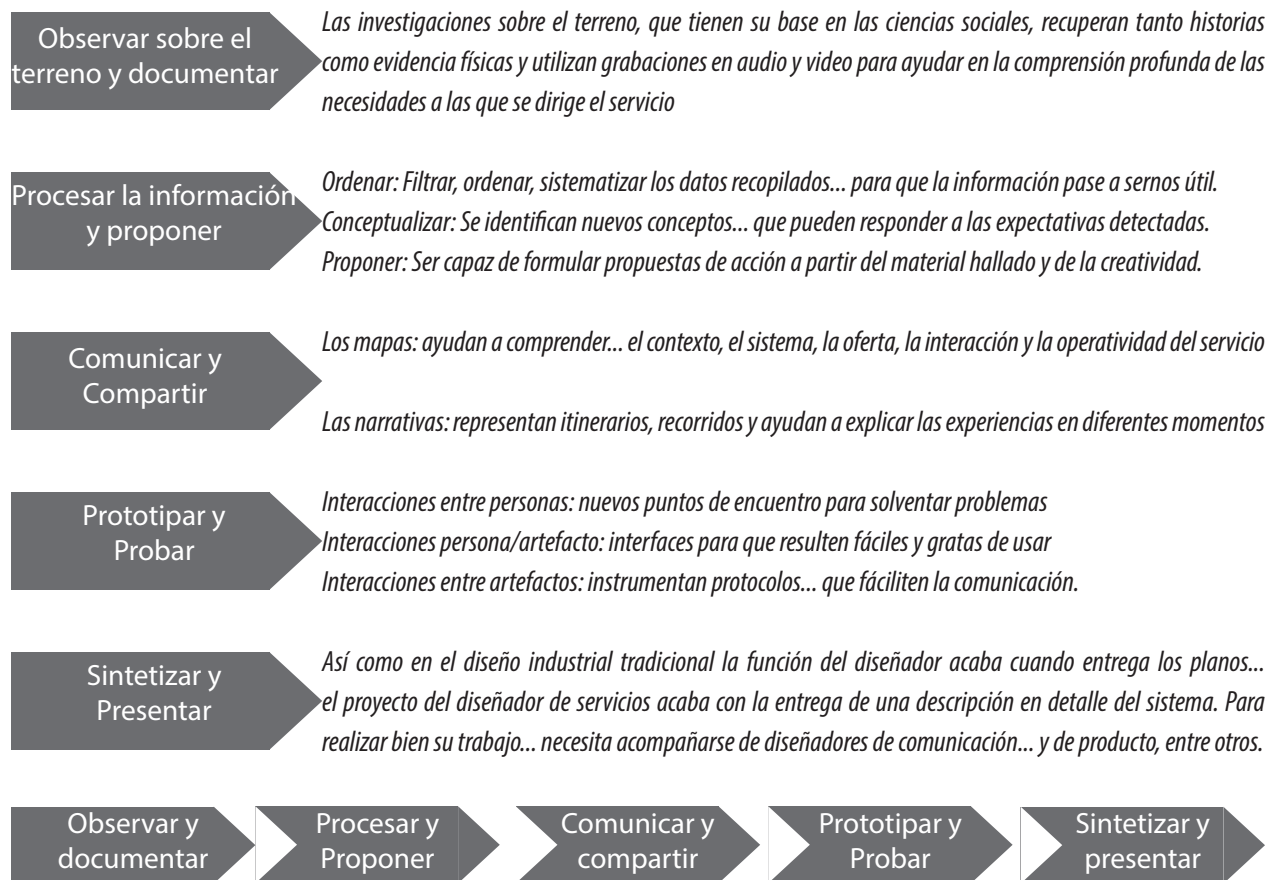 Observar sobre el
terreno y documentar
Las investigaciones sobre el terreno, que tienen su base en las ciencias sociales, recuperan tanto historias
como evidencia físicas y utilizan grabaciones en audio y video para ayudar en la comprensión profunda de las
necesidades a las que se dirige el servicio
Procesar la información
y proponer
Ordenar: Filtrar, ordenar, sistematizar los datos recopilados... para que la información pase a sernos útil.
Conceptualizar: Se identifican nuevos conceptos... que pueden responder a las expectativas detectadas.
Proponer: Ser capaz de formular propuestas de acción a partir del material hallado y de la creatividad.
Comunicar y
Compartir
Los mapas: ayudan a comprender... el contexto, el sistema, la oferta, la interacción y la operatividad del servicio
Las narrativas: representan itinerarios, recorridos y ayudan a explicar las experiencias en diferentes momentos
Prototipar y
Probar
Interacciones entre personas: nuevos puntos de encuentro para solventar problemas
Interacciones persona/artefacto: interfaces para que resulten fáciles y gratas de usar
Interacciones entre artefactos: instrumentan protocolos... que fáciliten la comunicación.
Sintetizar y
Presentar
Así como en el diseño industrial tradicional la función del diseñador acaba cuando entrega los planos...
el proyecto del diseñador de servicios acaba con la entrega de una descripción en detalle del sistema. Para
realizar bien su trabajo... necesita acompañarse de diseñadores de comunicación... y de producto, entre otros.
Observar y
documentar
Procesar y
Proponer
Comunicar y
compartir
Prototipar y
Probar
Sintetizar y
presentar